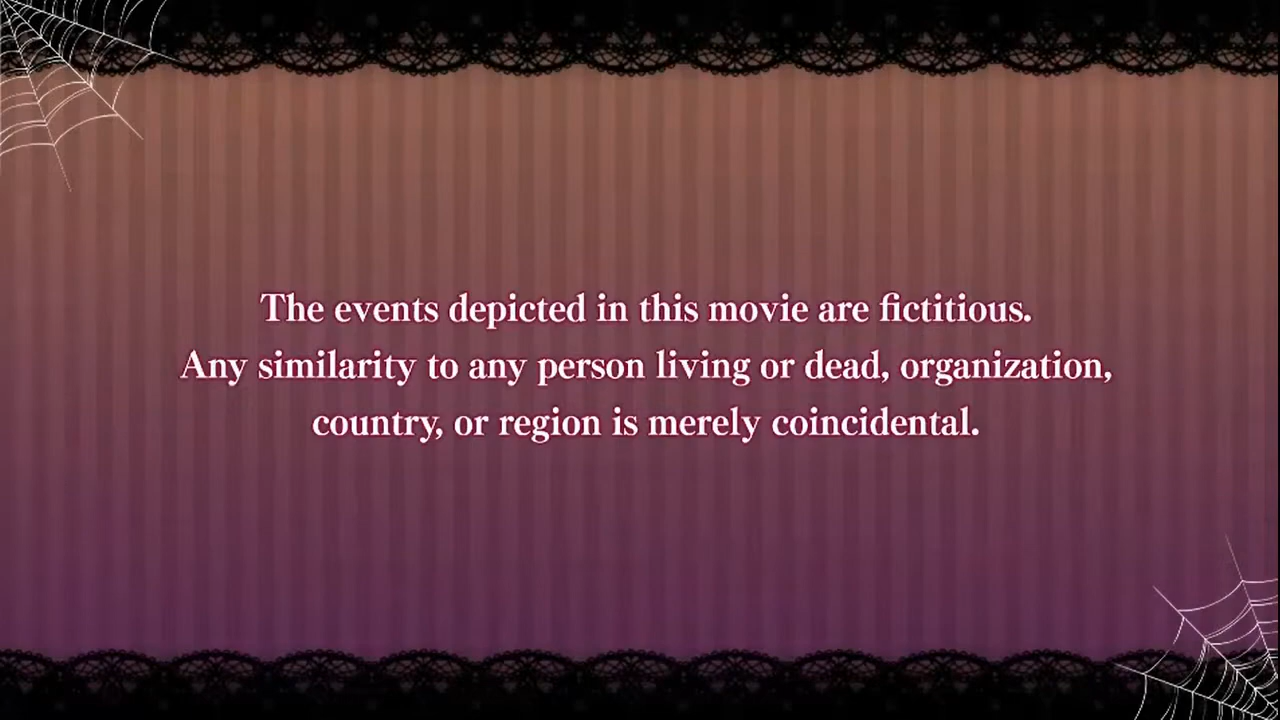 The events depicted in this movie are fictitious.
Any similarity to any person living or dead, organization,
country, or region is merely coincidental.